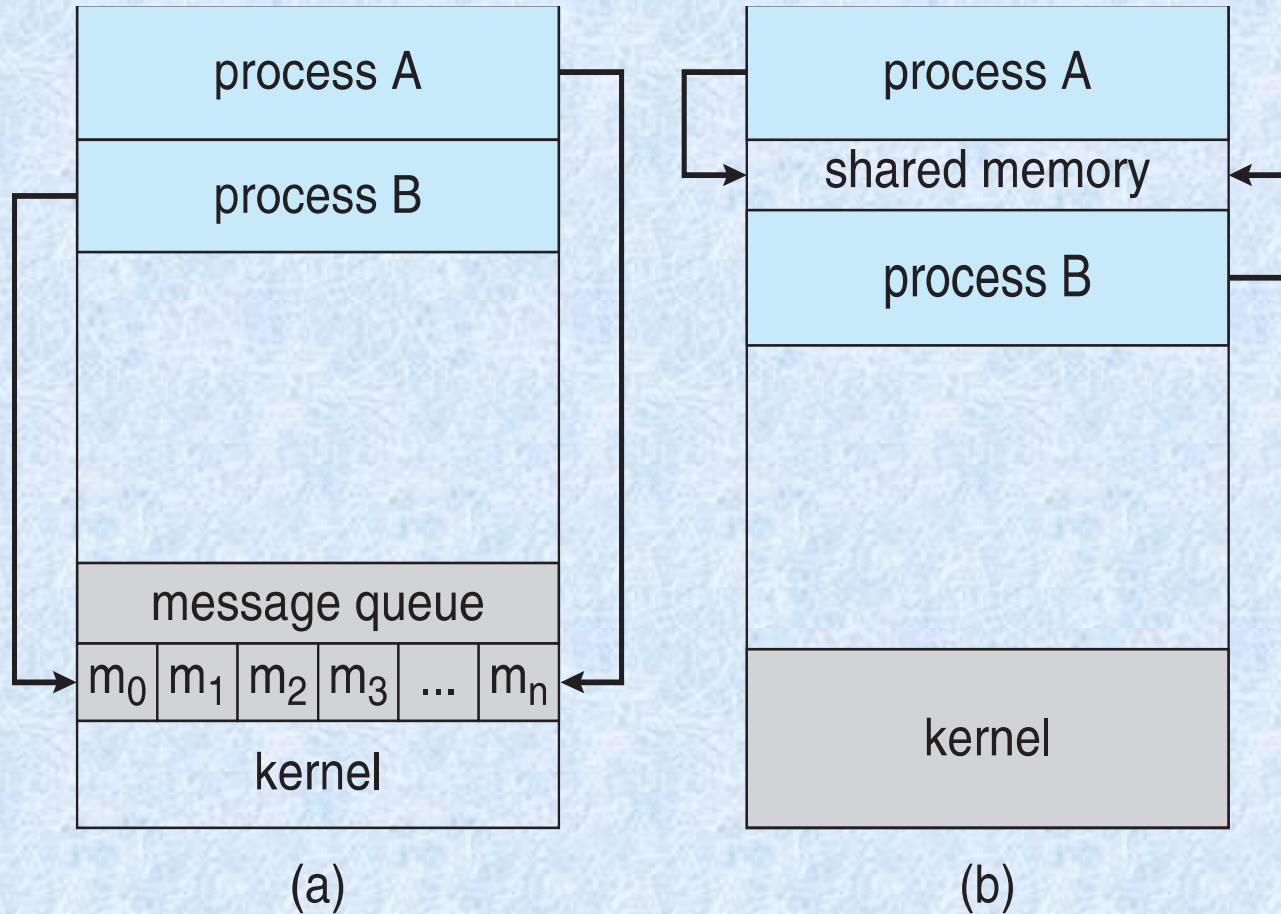 process A
process B
message queue
m0 m1 m2 m3 ... mn
kernel
(a)
process A
shared memory
process B
kernel
(b)